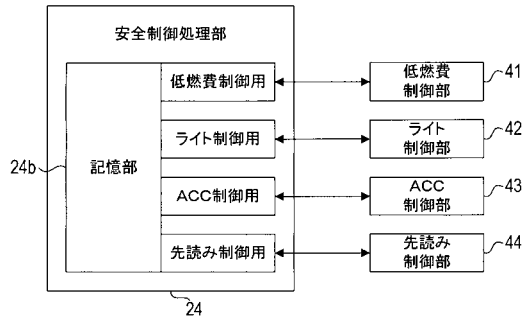 安全制御処理部
低燃費制御用
低燃費
制御部
41
ライト制御用
ライト
制御部
42
24b
記憶部
ACC制御用
ACC
制御部
43
先読み制御用
先読み
制御部
44
24